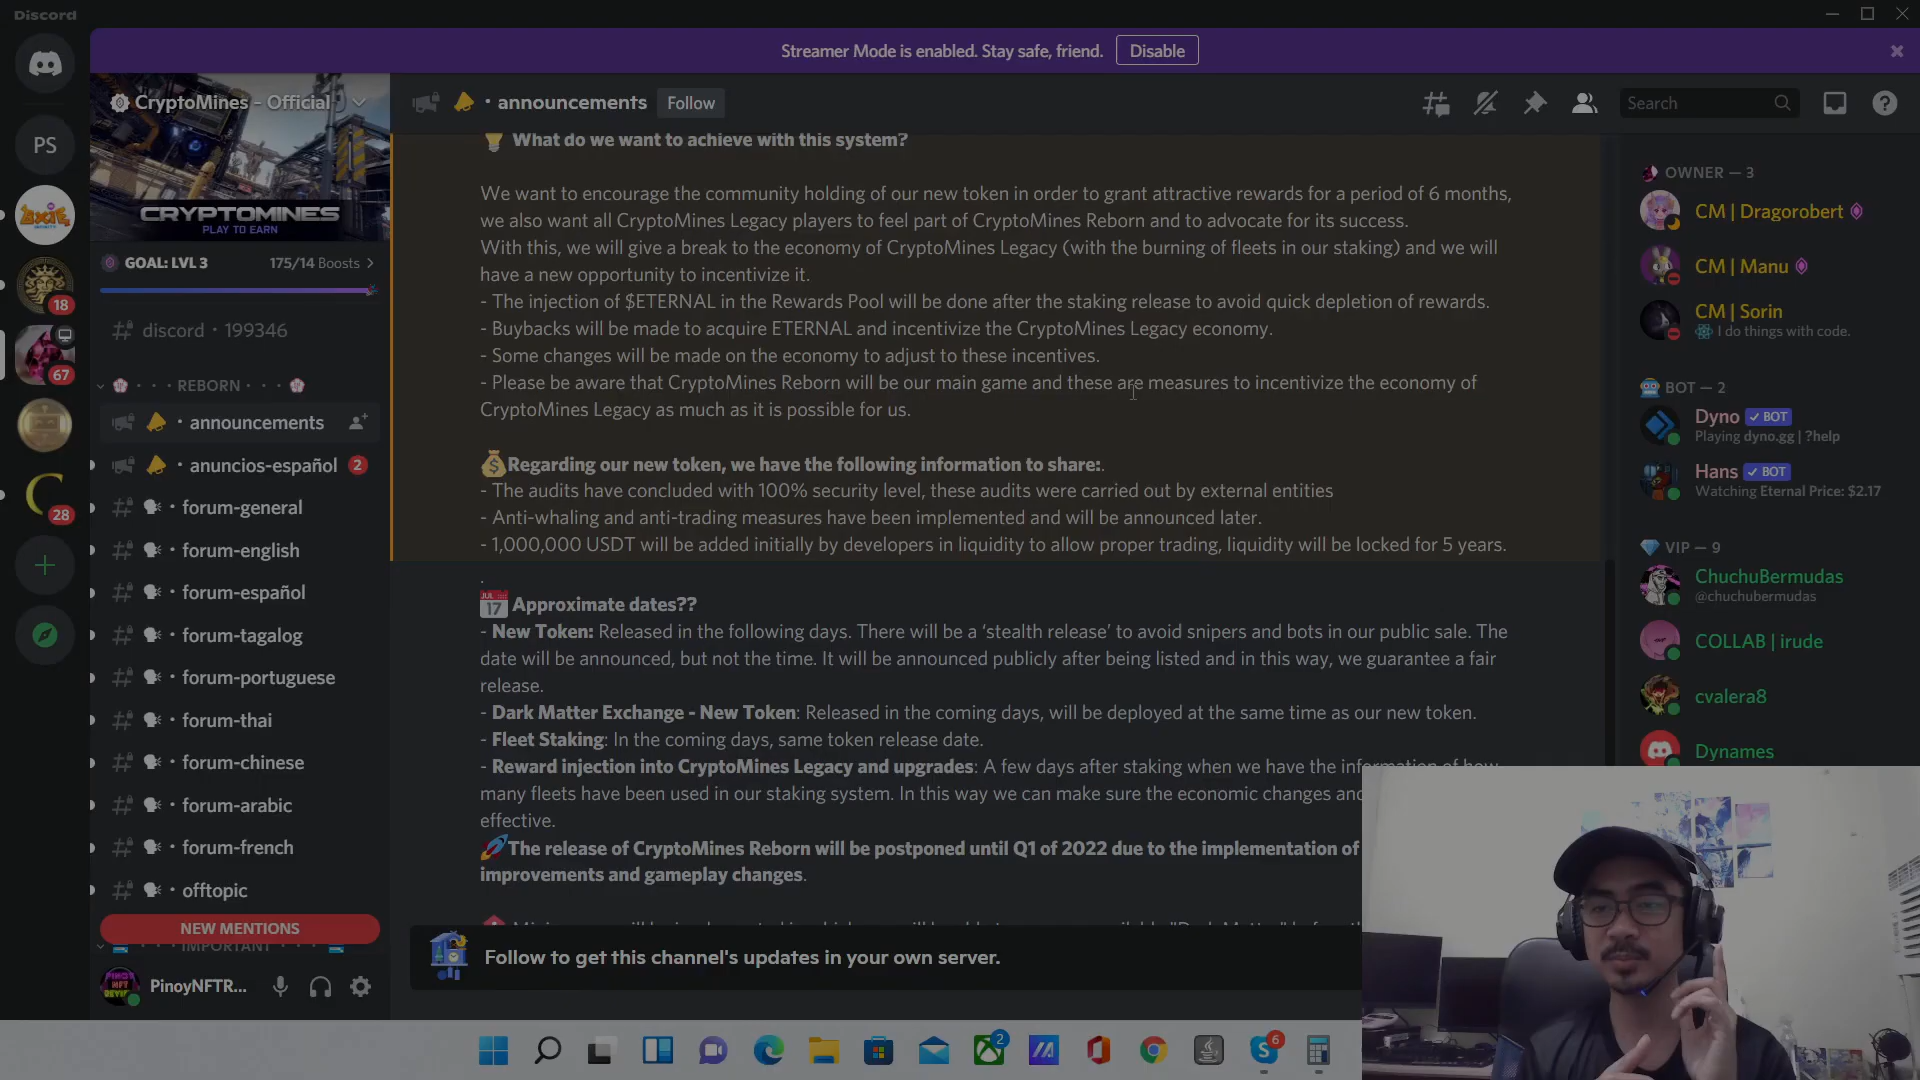 Discord
Streamer Mode is enabled. Stay safe, friend. Disable
CryptoMines - Official
announcements Follow
Search
PS
AXIE
18
67
28
CRYPTOMINES
PLAY TO EARN
GOAL: LVL 3 175/14 Boosts
discord · 199346
REBORN
announcements
anuncios-español 2
forum-general
forum-english
forum-español
forum-tagalog
forum-portuguese
forum-thai
forum-chinese
forum-arabic
forum-french
offtopic
NEW MENTIONS
IMPORTANT
PinoyNFTR...
What do we want to achieve with this system?
We want to encourage the community holding of our new token in order to grant attractive rewards for a period of 6 months,
we also want all CryptoMines Legacy players to feel part of CryptoMines Reborn and to advocate for its success.
With this, we will give a break to the economy of CryptoMines Legacy (with the burning of fleets in our staking) and we will
have a new opportunity to incentivize it.
- The injection of $ETERNAL in the Rewards Pool will be done after the staking release to avoid quick depletion of rewards.
- Buybacks will be made to acquire ETERNAL and incentivize the CryptoMines Legacy economy.
- Some changes will be made on the economy to adjust to these incentives.
- Please be aware that CryptoMines Reborn will be our main game and these are measures to incentivize the economy of
CryptoMines Legacy as much as it is possible for us.
Regarding our new token, we have the following information to share:.
- The audits have concluded with 100% security level, these audits were carried out by external entities
- Anti-whaling and anti-trading measures have been implemented and will be announced later.
- 1,000,000 USDT will be added initially by developers in liquidity to allow proper trading, liquidity will be locked for 5 years.
.
JUL 17 Approximate dates??
- New Token: Released in the following days. There will be a ‘stealth release’ to avoid snipers and bots in our public sale. The
date will be announced, but not the time. It will be announced publicly after being listed and in this way, we guarantee a fair
release.
- Dark Matter Exchange - New Token: Released in the coming days, will be deployed at the same time as our new token.
- Fleet Staking: In the coming days, same token release date.
- Reward injection into CryptoMines Legacy and upgrades: A few days after staking when we have the information of how
many fleets have been used in our staking system. In this way we can make sure the economic changes and
effective.
The release of CryptoMines Reborn will be postponed until Q1 of 2022 due to the implementation of
improvements and gameplay changes.
Follow to get this channel's updates in your own server.
OWNER — 3
CM | Dragorobert
CM | Manu
CM | Sorin
I do things with code.
BOT — 2
Dyno BOT
Playing dyno.gg | ?help
Hans BOT
Watching Eternal Price: $2.17
VIP — 9
ChuchuBermudas
@chuchubermudas
COLLAB | irude
cvalera8
Dynames
2
6